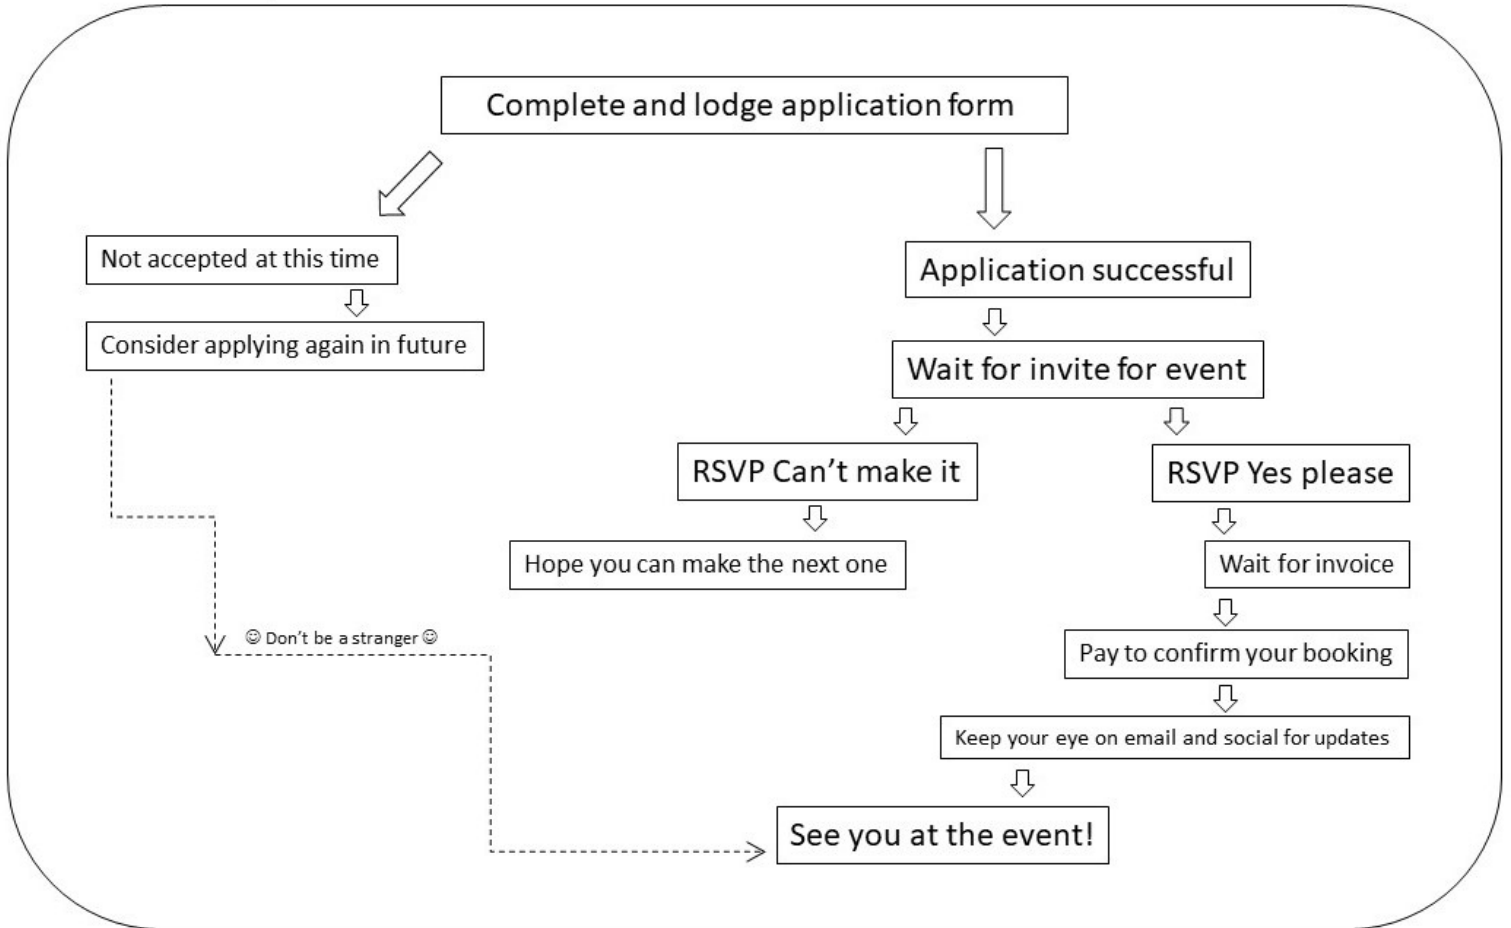 Complete and lodge application form
Not accepted at this time
Application successful
Consider applying again in future
Wait for invite for event
RSVP Can’t make it
RSVP Yes please
Hope you can make the next one
Wait for invoice
☺ Don’t be a stranger ☺
Pay to confirm your booking
Keep your eye on email and social for updates
See you at the event!